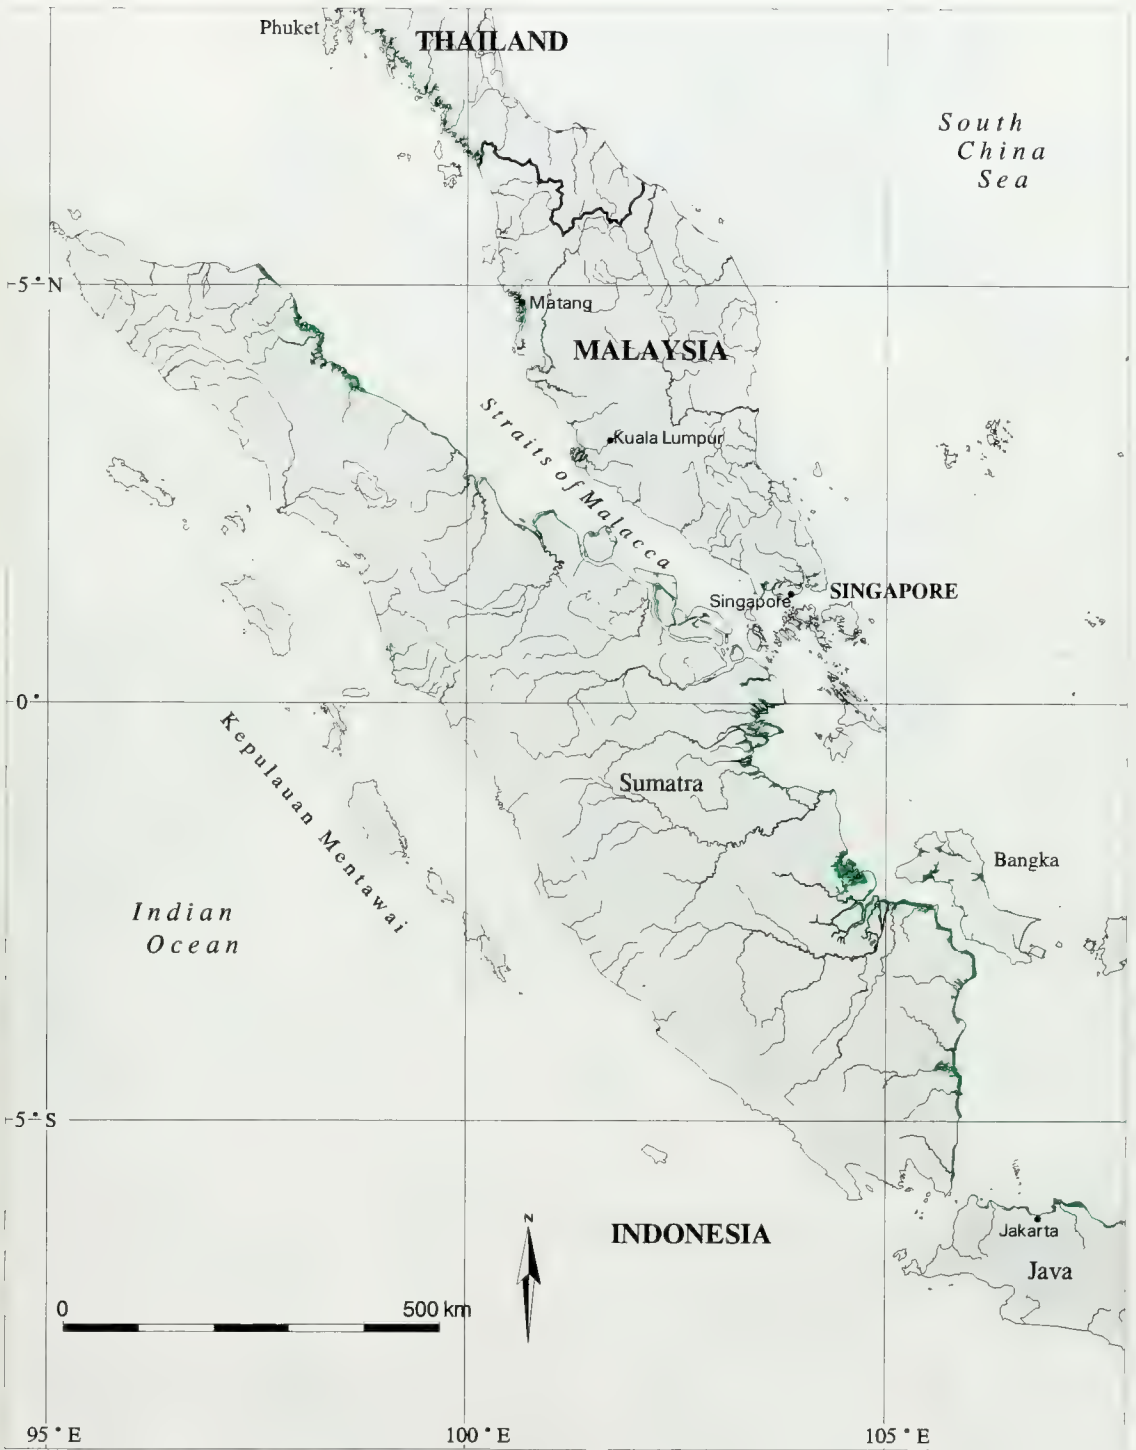 Phuket
THAILAND
South
China
Sea
5°N
Matang
MALAYSIA
Straits of Malacca
Kuala Lumpur
SINGAPORE
Singapore
0°
Kepulauan Mentawai
Sumatra
Bangka
Indian
Ocean
5°S
N
INDONESIA
Jakarta
Java
0
500 km
95°E
100°E
105°E